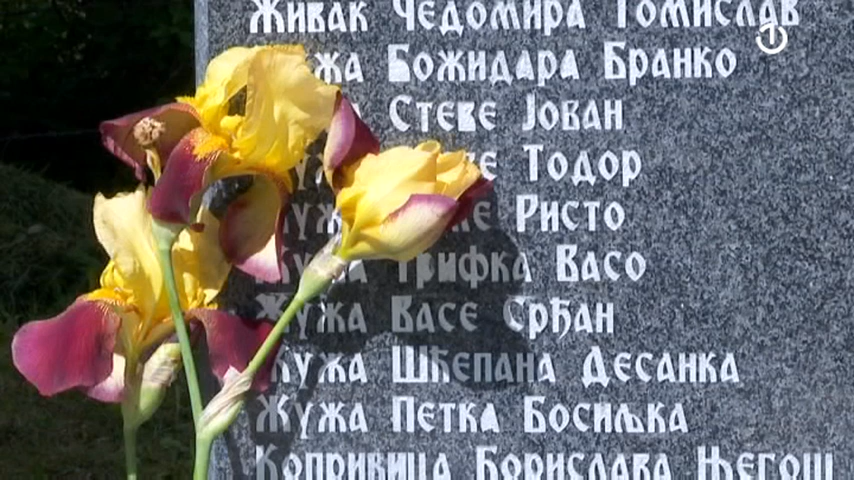 Живак Чедомира Томислав
Божидара Бранко
Стеве Јован
Тодор
Ристо
Трифка Васо
Жужа Васе Срђан
Жужа Шћепана Десанка
Жужа Петка Босиљка
Копривица Борислава Његош